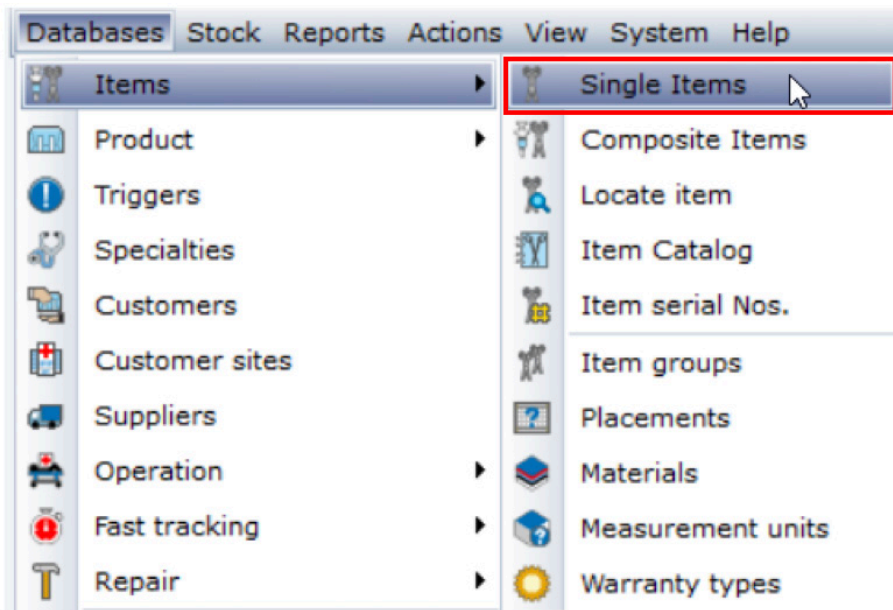 Databases Stock Reports Actions View System Help
Items
Product
Triggers
Specialties
Customers
Customer sites
Suppliers
Operation
Fast tracking
Repair
Single Items
Composite Items
Locate item
Item Catalog
Item serial Nos.
Item groups
Placements
Materials
Measurement units
Warranty types